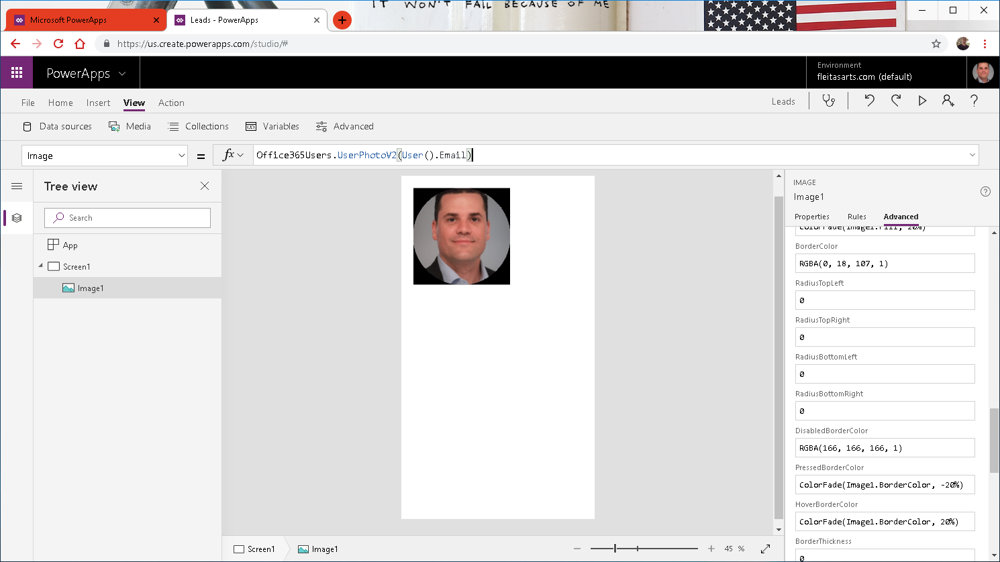 IT WON'T FAIL BECAUSE OF ME
Microsoft PowerApps
Leads - PowerApps
https://us.create.powerapps.com/studio/#
PowerApps
Environment
fleitasarts.com (default)
File Home Insert View Action
Leads
Data sources Media Collections Variables Advanced
Image
= fx
Office365Users.UserPhotoV2(User().Email)
Tree view
Search
App
Screen1
Image1
IMAGE
Image1
Properties Rules Advanced
ColorFade(Image1.Fill, 20%)
BorderColor
RGBA(0, 18, 107, 1)
RadiusTopLeft
0
RadiusTopRight
0
RadiusBottomLeft
0
RadiusBottomRight
0
DisabledBorderColor
RGBA(166, 166, 166, 1)
PressedBorderColor
ColorFade(Image1.BorderColor, -20%)
HoverBorderColor
ColorFade(Image1.BorderColor, 20%)
BorderThickness
0
Screen1 Image1
45 %